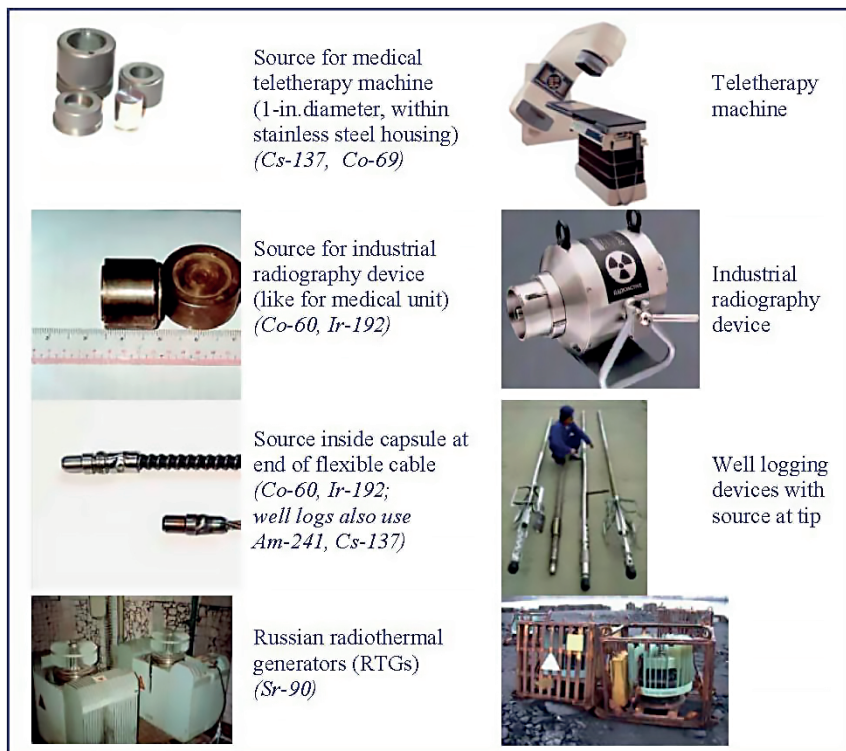 Source for medical
teletherapy machine
(1-in.diameter, within
stainless steel housing)
(Cs-137, Co-69)
Teletherapy
machine
Source for industrial
radiography device
(like for medical unit)
(Co-60, Ir-192)
Industrial
radiography
device
Source inside capsule at
end of flexible cable
(Co-60, Ir-192;
well logs also use
Am-241, Cs-137)
Well logging
devices with
source at tip
Russian radiothermal
generators (RTGs)
(Sr-90)